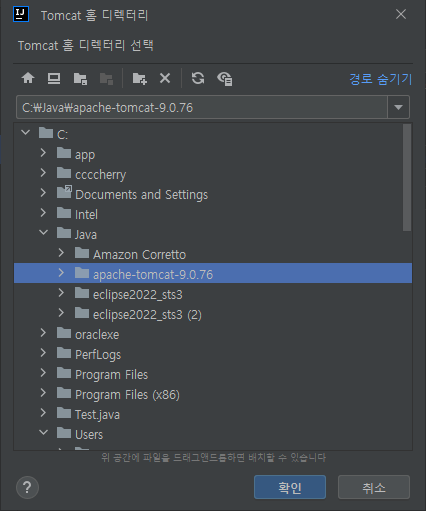 IJ Tomcat 홈 디렉터리
Tomcat 홈 디렉터리 선택
경로 숨기기
C:₩Java₩apache-tomcat-9.0.76
C:
app
ccccherry
Documents and Settings
Intel
Java
Amazon Corretto
apache-tomcat-9.0.76
eclipse2022_sts3
eclipse2022_sts3 (2)
oraclexe
PerfLogs
Program Files
Program Files (x86)
Test.java
Users
위 공간에 파일을 드래그앤드롭하면 배치할 수 있습니다
? 확인 취소